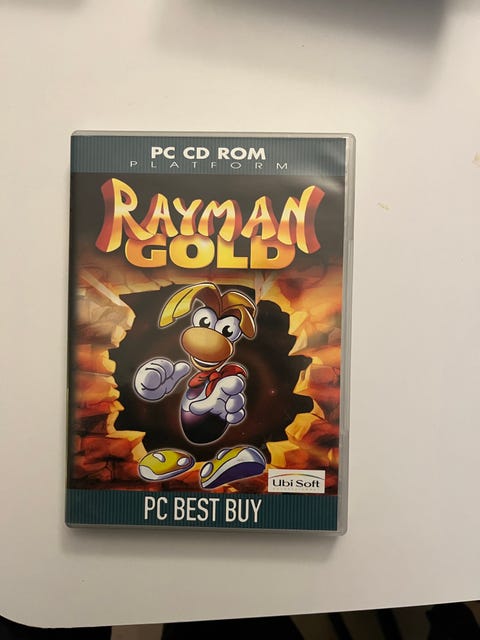 PC CD ROM
PLATFORM
RAYMAN
GOLD
Ubi Soft
PC BEST BUY